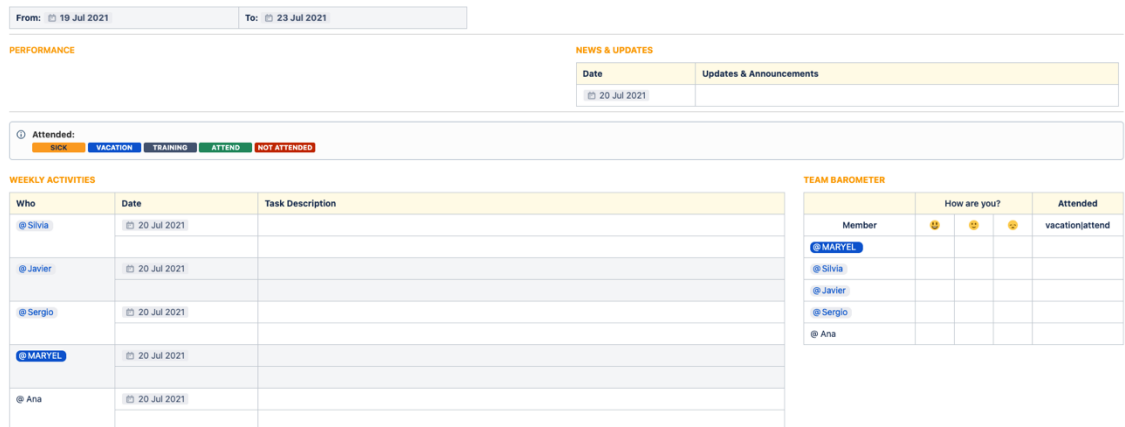 From: 19 Jul 2021 To: 23 Jul 2021
PERFORMANCE
NEWS & UPDATES
Date Updates & Announcements
20 Jul 2021
Attended:
SICK VACATION TRAINING ATTEND NOT ATTENDED
WEEKLY ACTIVITIES
Who Date Task Description
@Silvia 20 Jul 2021
@Javier 20 Jul 2021
@Sergio 20 Jul 2021
@MARYEL 20 Jul 2021
@ Ana 20 Jul 2021
TEAM BAROMETER
How are you? Attended
Member 😃 🙂 😞 vacation|attend
@MARYEL
@Silvia
@Javier
@Sergio
@ Ana